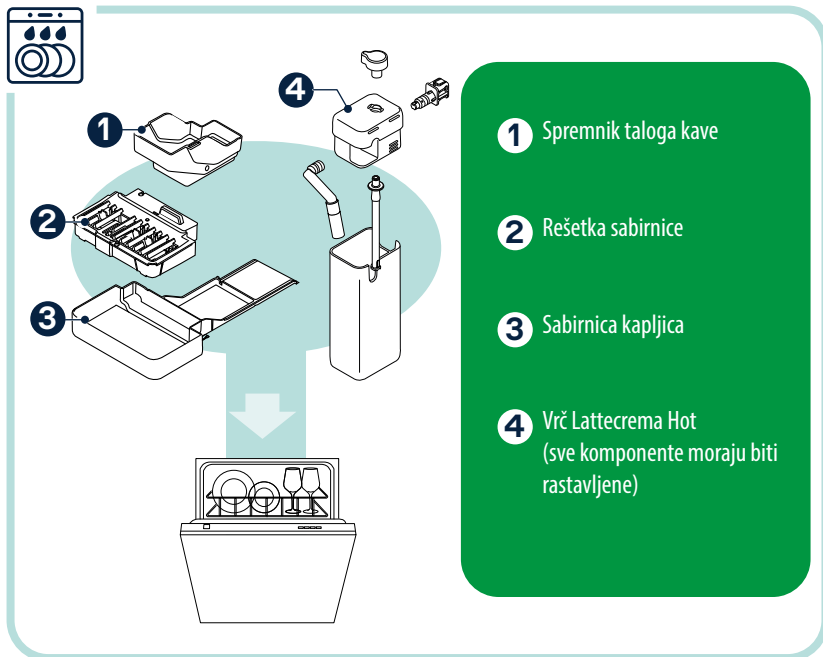 4
1
2
3
1 Spremnik taloga kave
2 Rešetka sabirnice
3 Sabirnica kapljica
4 Vrč Lattecrema Hot
(sve komponente moraju biti
rastavljene)